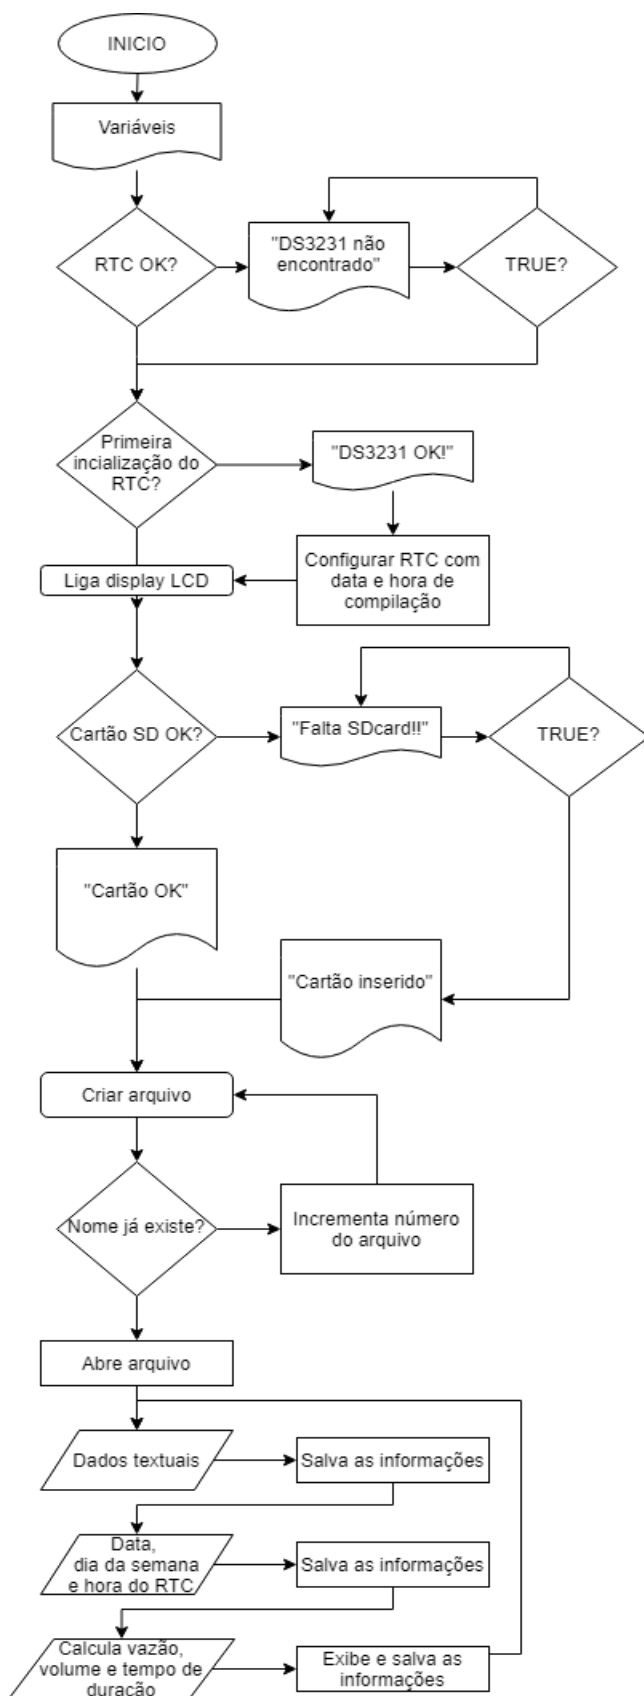 INICIO
Variáveis
RTC OK?
"DS3231 não
encontrado"
TRUE?
Primeira
incialização do
RTC?
"DS3231 OK!"
Configurar RTC com
data e hora de
compilação
Liga display LCD
Cartão SD OK?
"Falta SDcard!!"
TRUE?
"Cartão OK"
"Cartão inserido"
Criar arquivo
Nome já existe?
Incrementa número
do arquivo
Abre arquivo
Dados textuais
Salva as informações
Data,
dia da semana
e hora do RTC
Salva as informações
Calcula vazão,
volume e tempo de
duração
Exibe e salva as
informações